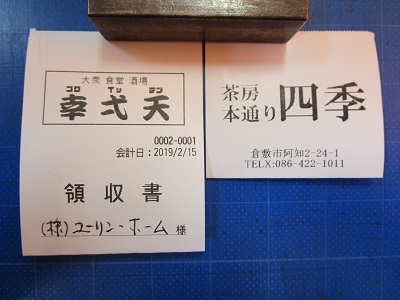 大衆 食堂 酒場
コウ イッ テン
幸弌天
0002-0001
会計日:2019/2/15
領収書
(株)ユーリン・ホーム 様
茶房
本通り 四季
倉敷市阿知2-24-1
TELX:086-422-1011